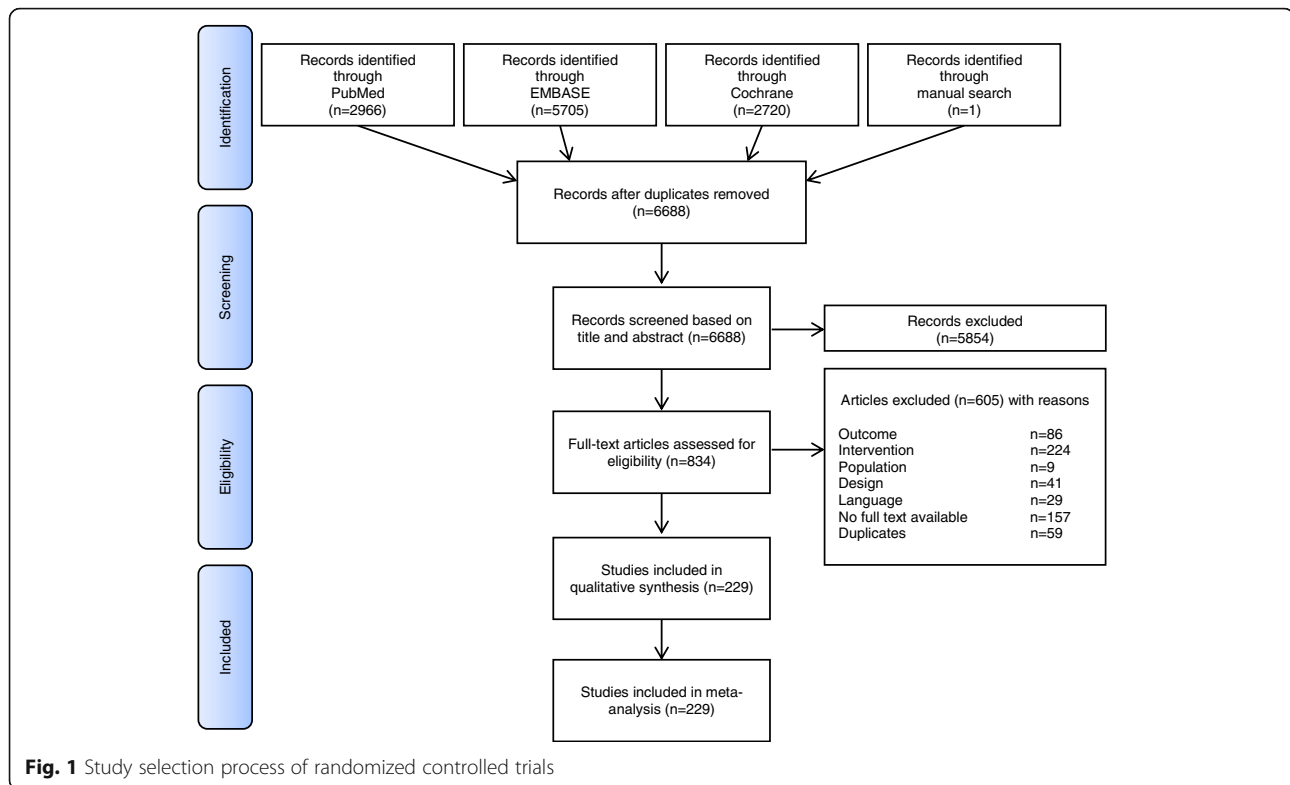 Identification
Records identified
through
PubMed
(n=2966)
Records identified
through
EMBASE
(n=5705)
Records identified
through
Cochrane
(n=2720)
Records identified
through
manual search
(n=1)
Records after duplicates removed
(n=6688)
Screening
Records screened based on
title and abstract (n=6688)
Records excluded
(n=5854)
Eligibility
Full-text articles assessed for
eligibility (n=834)
Articles excluded (n=605) with reasons
Outcome n=86
Intervention n=224
Population n=9
Design n=41
Language n=29
No full text available n=157
Duplicates n=59
Included
Studies included in
qualitative synthesis (n=229)
Studies included in meta-
analysis (n=229)
Fig. 1 Study selection process of randomized controlled trials